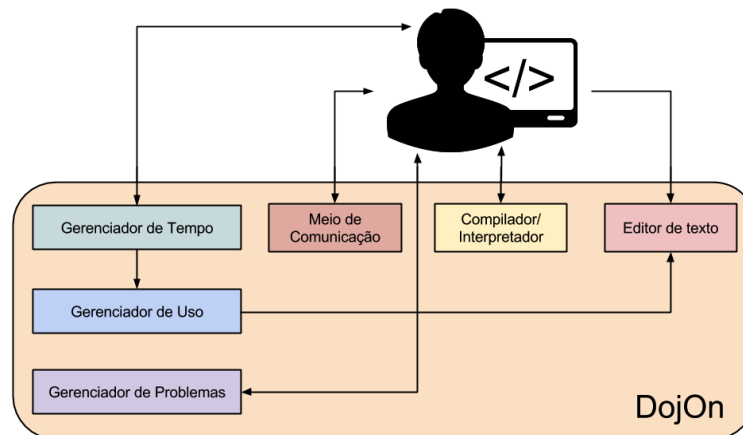 </>
Gerenciador de Tempo
Meio de
Comunicação
Compilador/
Interpretador
Editor de texto
Gerenciador de Uso
Gerenciador de Problemas
DojOn